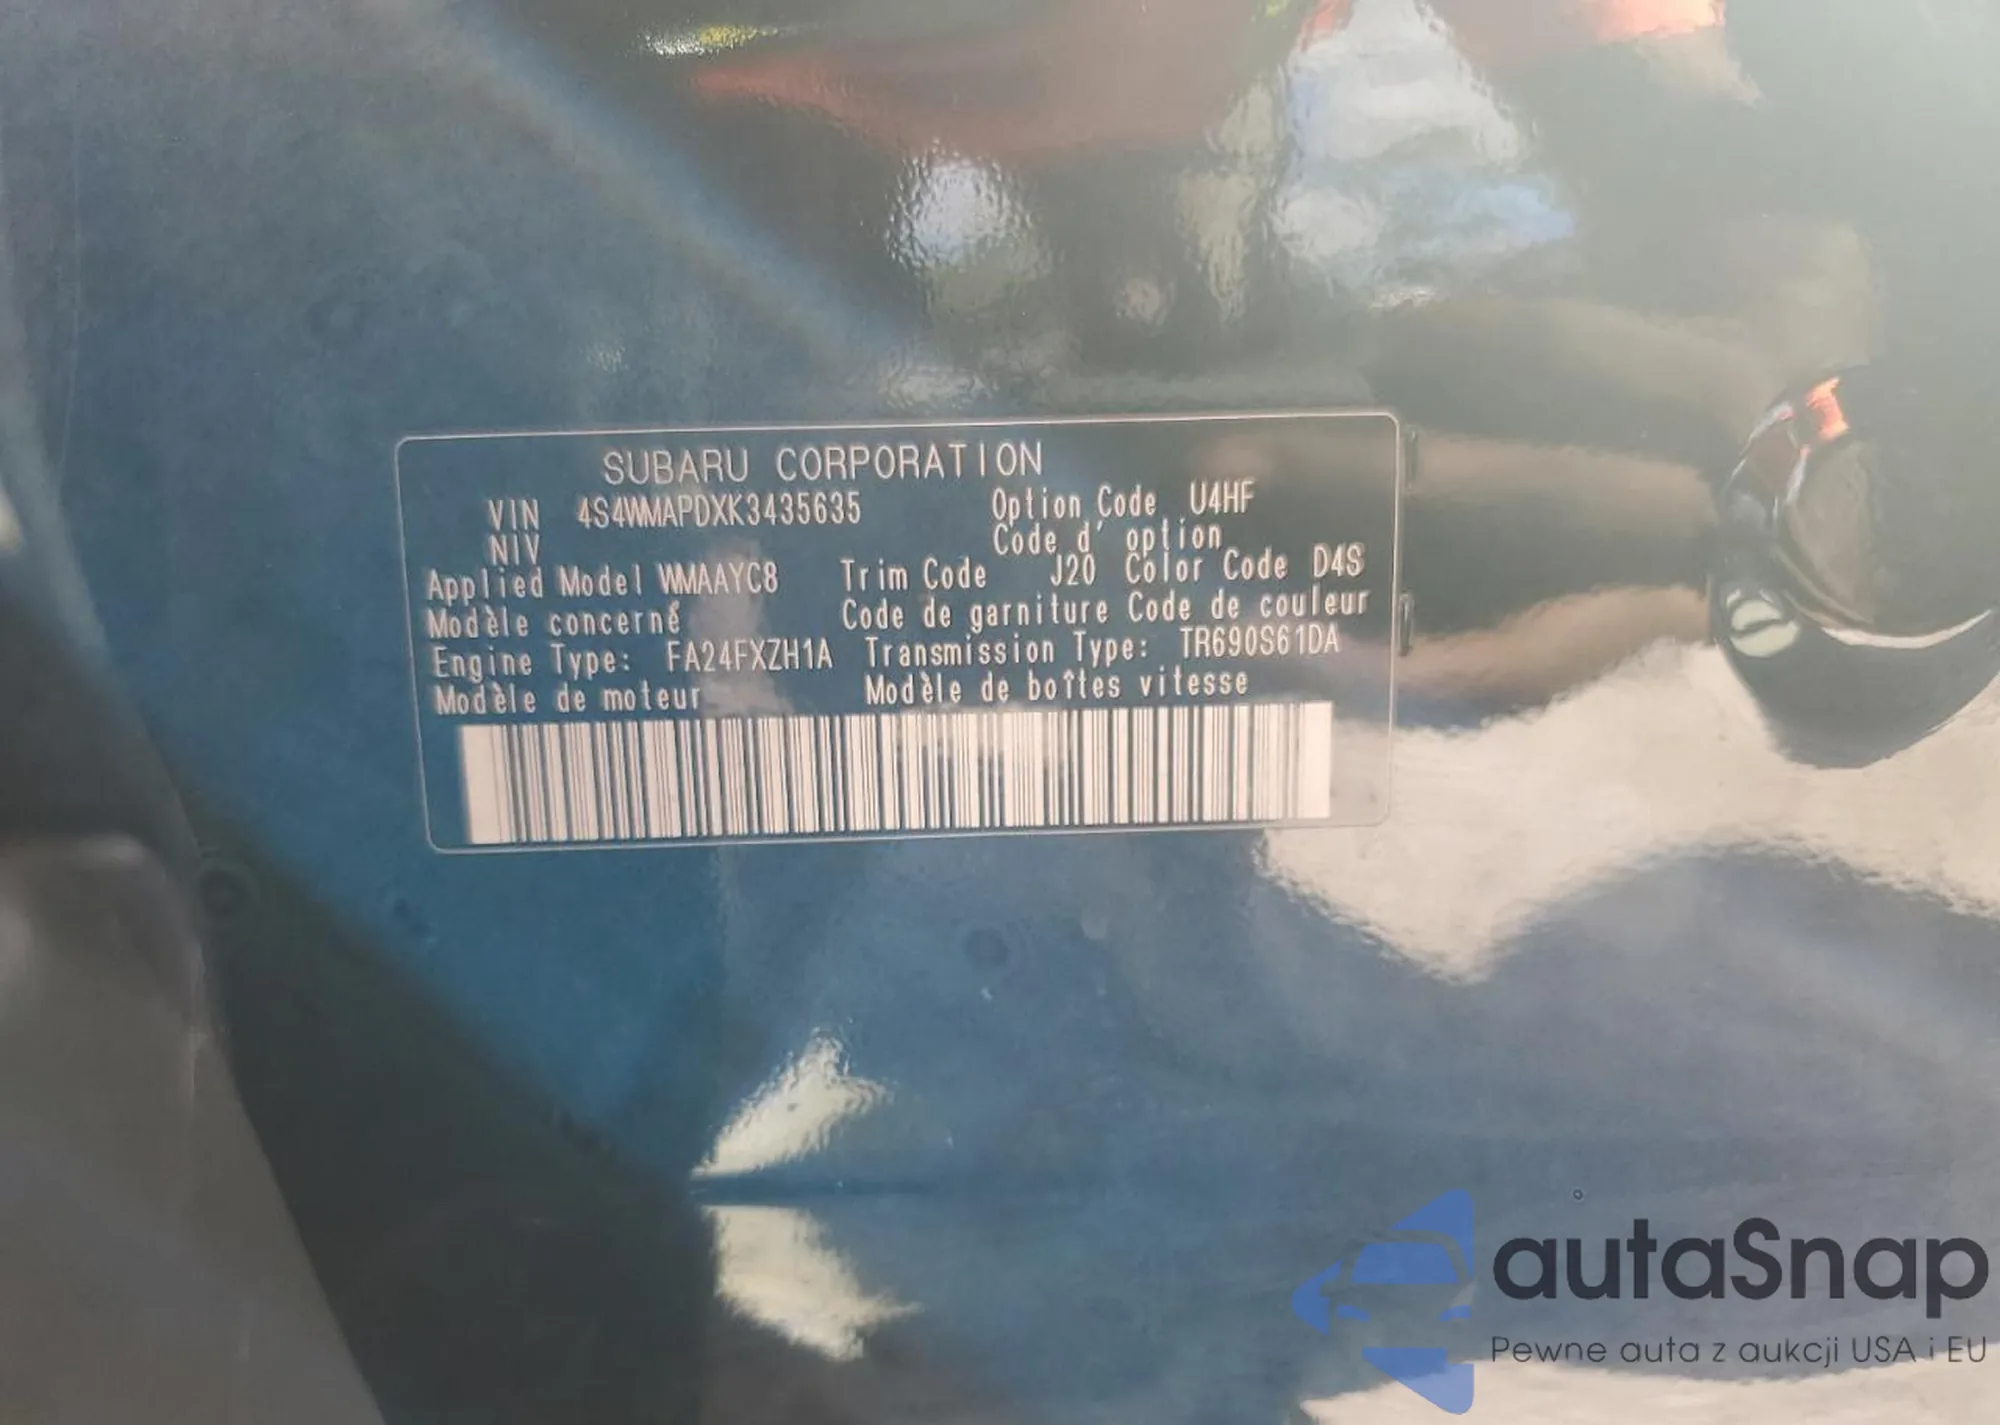 SUBARU CORPORATION
VIN 4S4WMAPDXK3435635 Option Code U4HF
NIV Code d' option
Applied Model WMAAYC8 Trim Code J20 Color Code D4S
Modèle concerné Code de garniture Code de couleur
Engine Type: FA24FXZH1A Transmission Type: TR690S61DA
Modèle de moteur Modèle de boîtes vitesse
autaSnap
Pewne auta z aukcji USA i EU